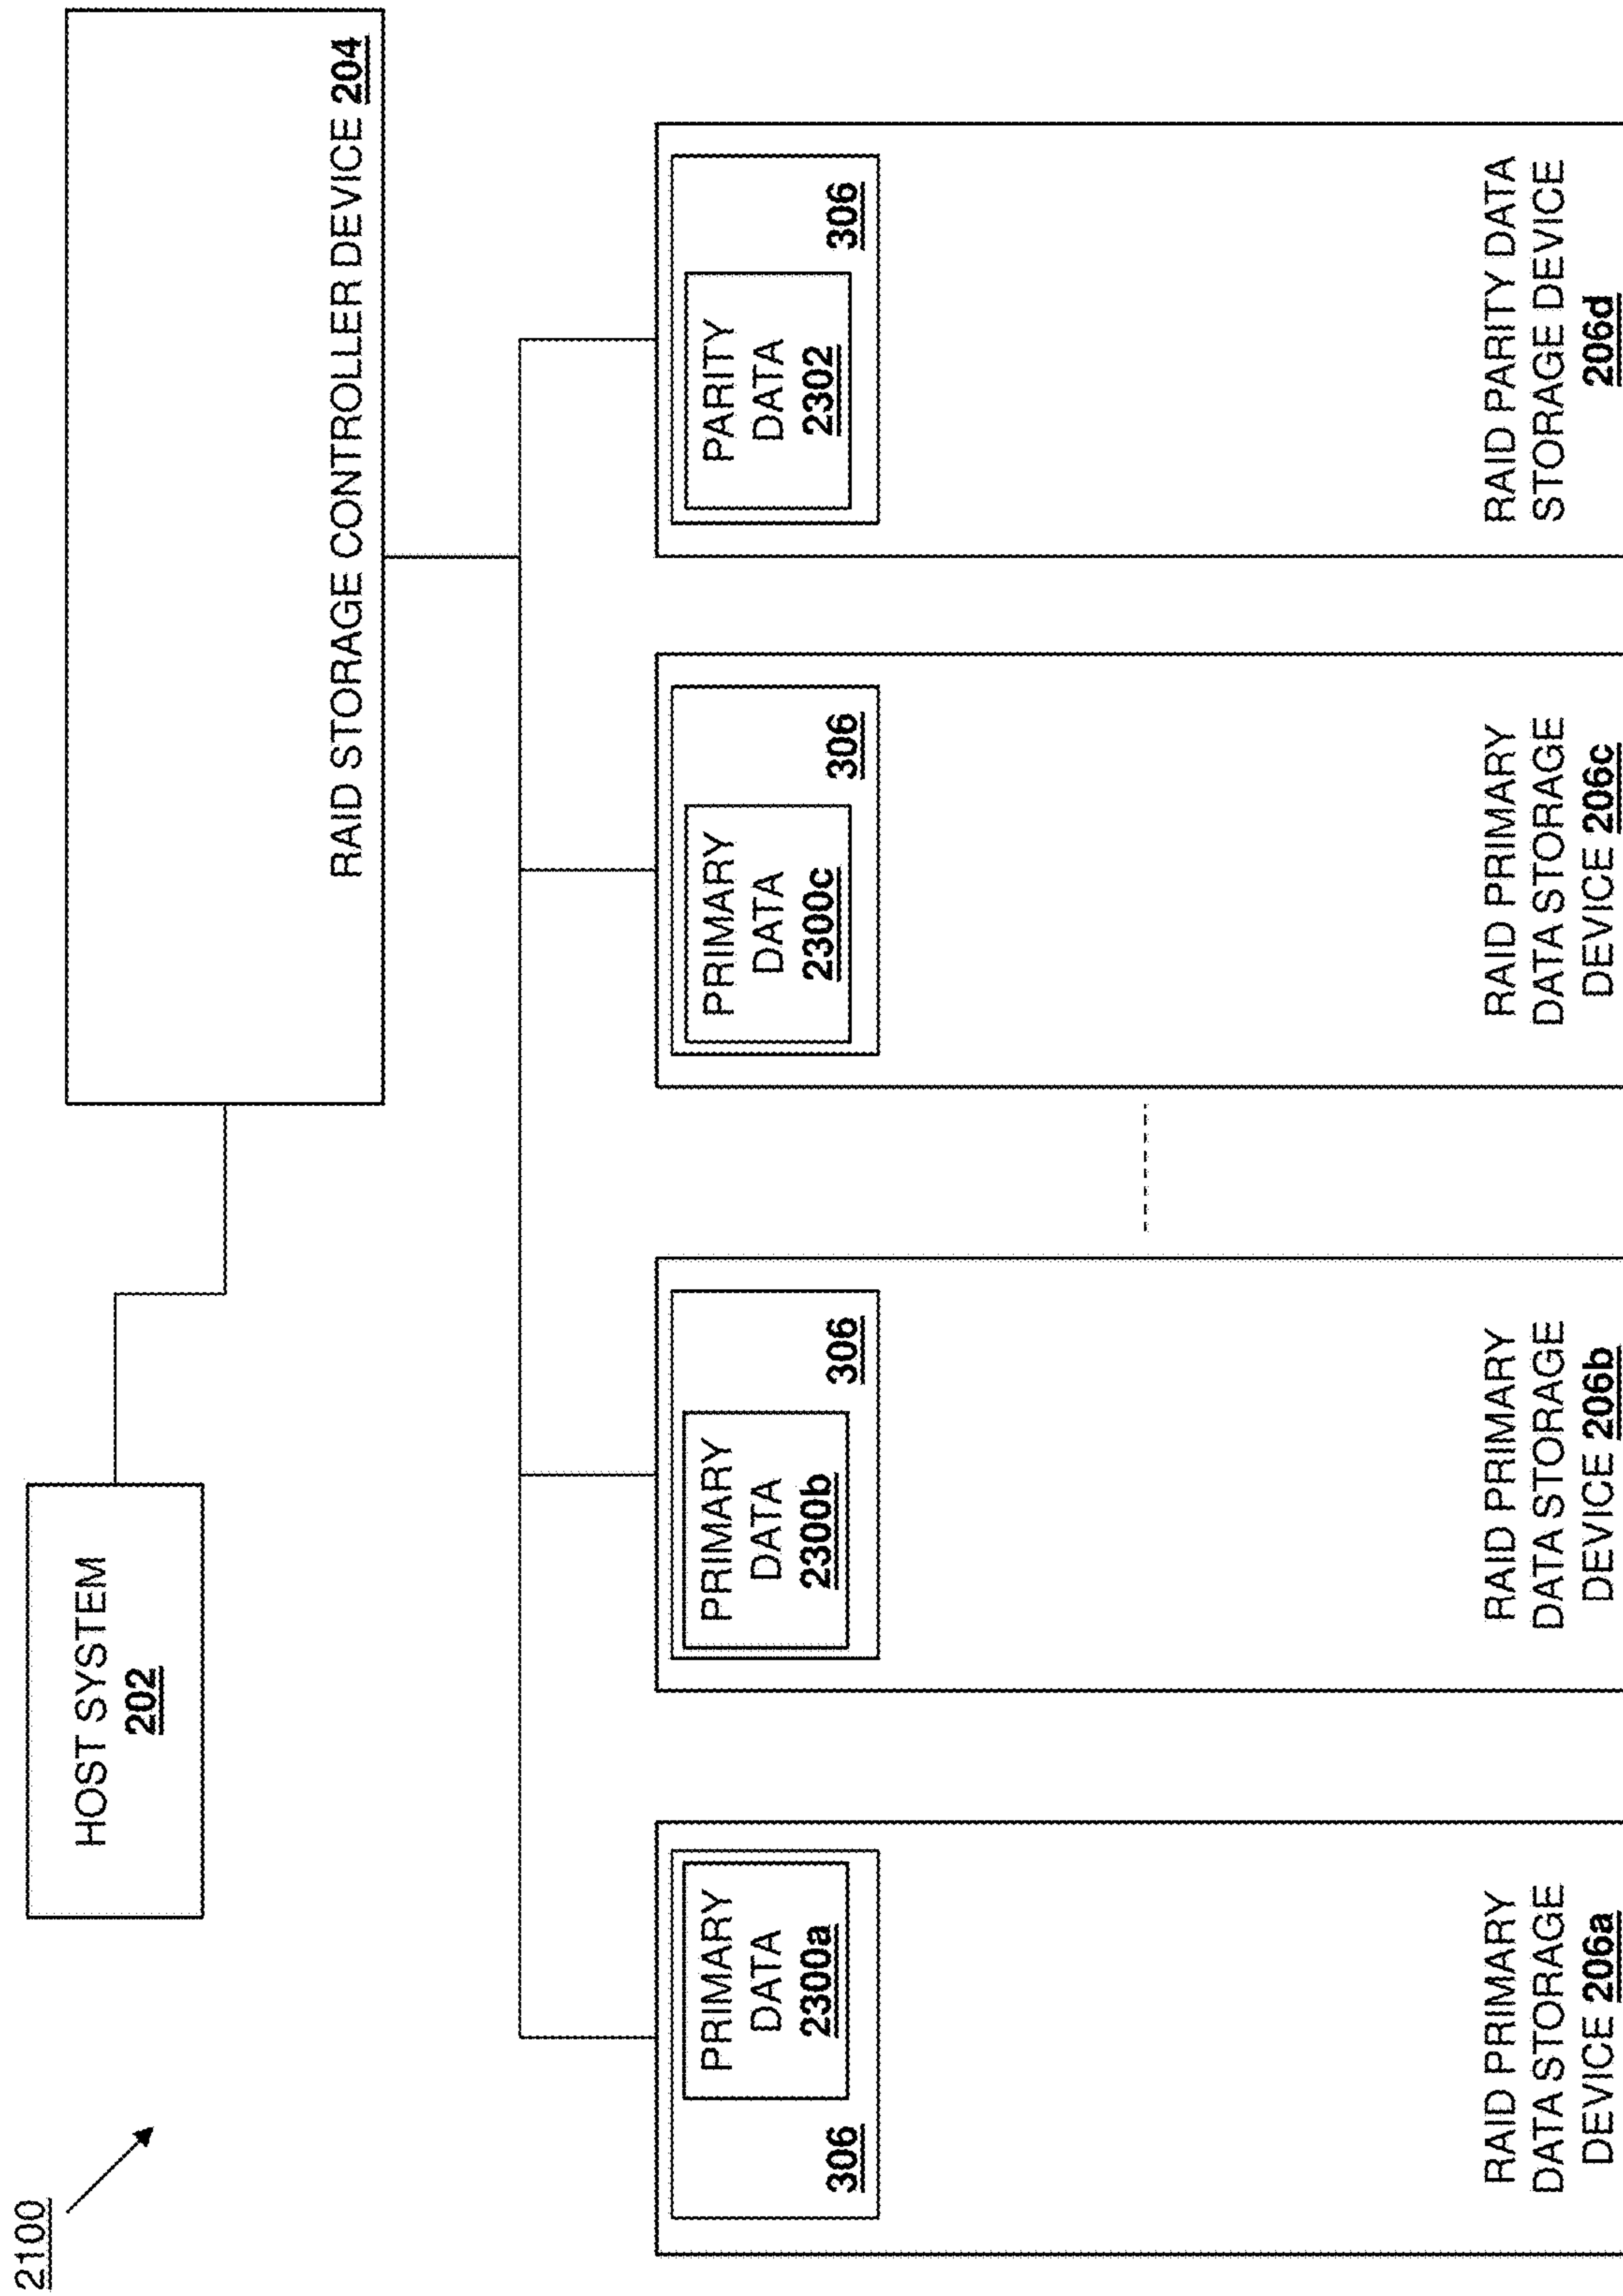 2100
HOST SYSTEM
202
RAID STORAGE CONTROLLER DEVICE 204
PRIMARY
DATA
2300a
306
RAID PRIMARY
DATA STORAGE
DEVICE 206a
PRIMARY
DATA
2300b
306
RAID PRIMARY
DATA STORAGE
DEVICE 206b
PRIMARY
DATA
2300c
306
RAID PRIMARY
DATA STORAGE
DEVICE 206c
PARITY
DATA
2302
306
RAID PARITY DATA
STORAGE DEVICE
206d